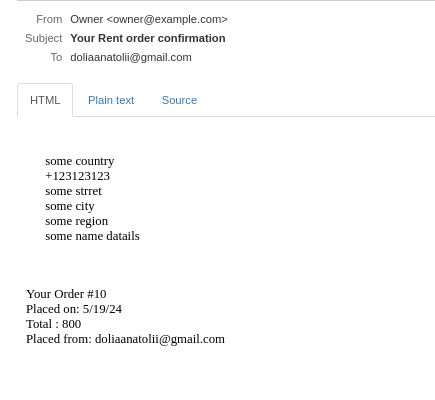 From Owner <owner@example.com>
Subject Your Rent order confirmation
To doliaanatolii@gmail.com
HTML Plain text Source
some country
+123123123
some strret
some city
some region
some name datails
Your Order #10
Placed on: 5/19/24
Total : 800
Placed from: doliaanatolii@gmail.com